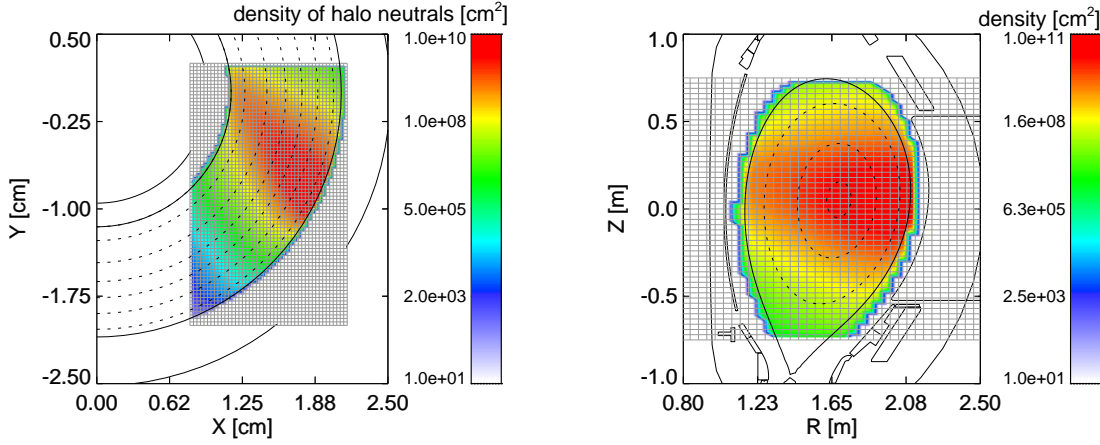 density of halo neutrals [cm²]
0.50
-0.25
-1.00
-1.75
-2.50
Y [cm]
0.00 0.62 1.25 1.88 2.50
X [cm]
1.0e+10
1.0e+08
5.0e+05
2.0e+03
1.0e+01
density [cm²]
1.0
0.5
0.0
-0.5
-1.0
Z [m]
0.80 1.23 1.65 2.08 2.50
R [m]
1.0e+11
1.6e+08
6.3e+05
2.5e+03
1.0e+01